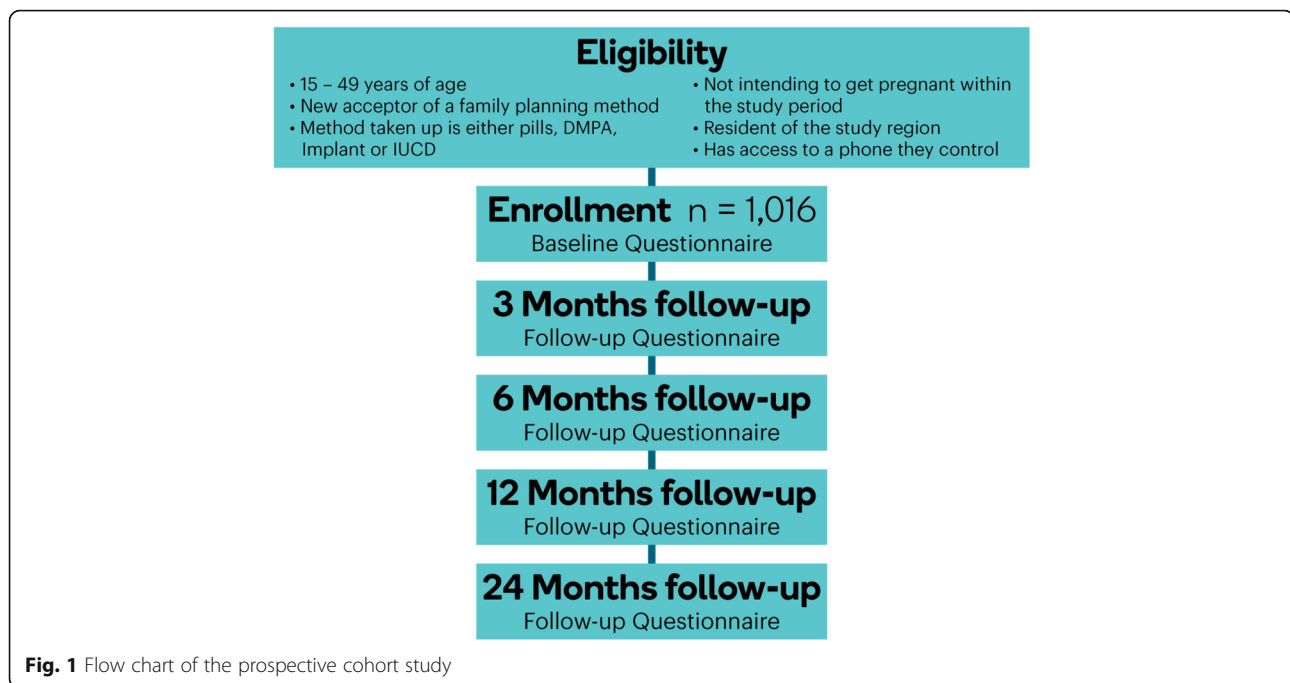 Eligibility
• 15 – 49 years of age
• New acceptor of a family planning method
• Method taken up is either pills, DMPA,
Implant or IUCD
• Not intending to get pregnant within
the study period
• Resident of the study region
• Has access to a phone they control
Enrollment n = 1,016
Baseline Questionnaire
3 Months follow-up
Follow-up Questionnaire
6 Months follow-up
Follow-up Questionnaire
12 Months follow-up
Follow-up Questionnaire
24 Months follow-up
Follow-up Questionnaire
Fig. 1 Flow chart of the prospective cohort study